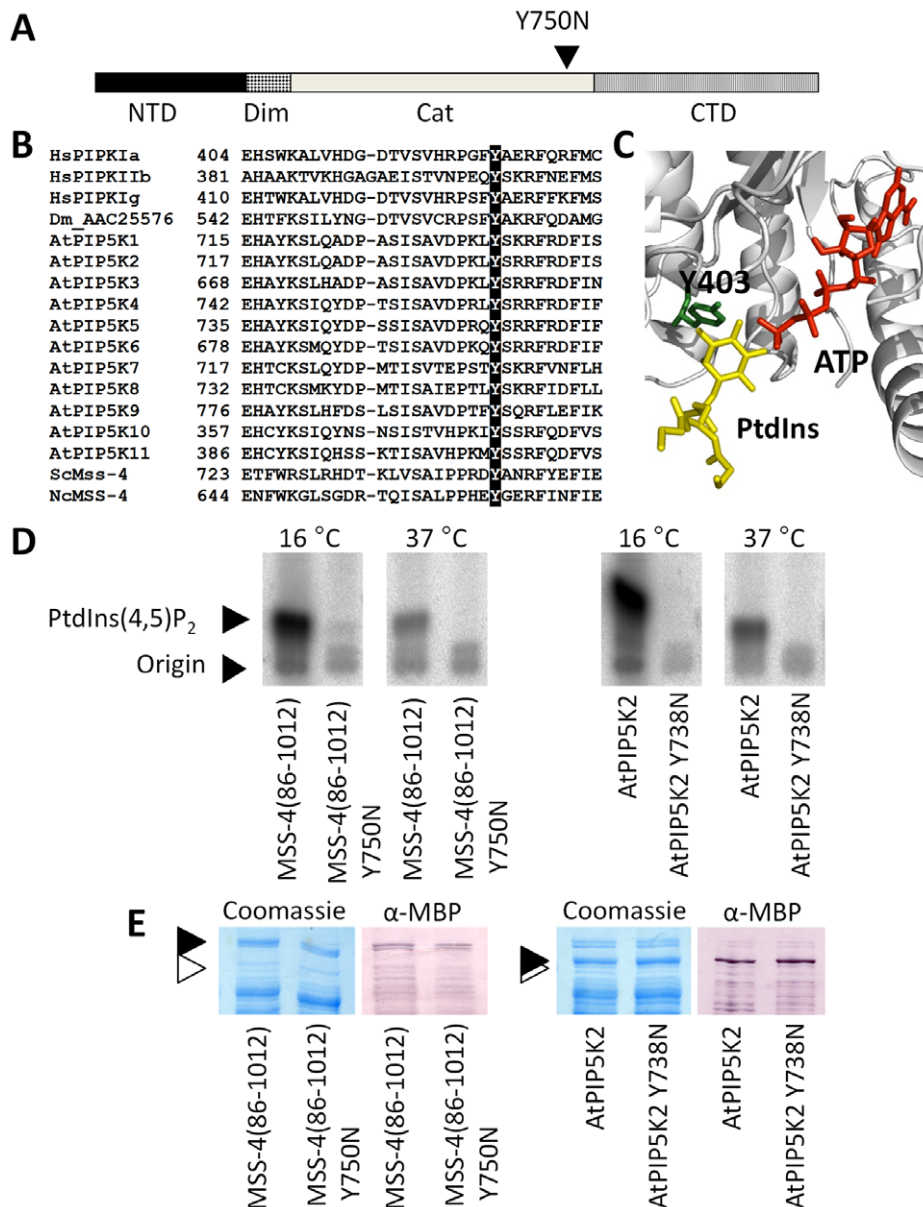 A
Y750N
NTD
Dim
Cat
CTD
B
HsPIPKIa 404 EHSWKALVHDG-DTVSVHRPGFYAERFQRFMC
HsPIPKIIb 381 AHAAKTVKHGAGAEISTVNPEQYSKRFNEFMS
HsPIPKIg 410 EHTWKALVHDG-DTVSVHRPSFYAERFFKFMS
Dm_AAC25576 542 EHTFKSILYNG-DTVSVCRPSFYAKRFQDAMG
AtPIP5K1 715 EHAYKSLQADP-ASISAVDPKLYSKRFRDFIS
AtPIP5K2 717 EHAYKSLQADP-ASISAVDPKLYSKRFRDFIS
AtPIP5K3 668 EHAYKSLHADP-ASISAVDPKLYSRRFRDFIN
AtPIP5K4 742 EHAYKSIQYDP-TSISAVDPRLYSRRFRDFIF
AtPIP5K5 735 EHAYKSIQYDP-SSISAVDPRQYSRRFRDFIF
AtPIP5K6 678 EHAYKSMQYDP-TSISAVDPKQYSRRFRDFIF
AtPIP5K7 717 EHTCKSLQYDP-MTISVTEPSTYSKRFVNFLH
AtPIP5K8 732 EHTCKSMKYDP-MTISAIEPTLYSKRFIDFLL
AtPIP5K9 776 EHAYKSLHFDS-LSISAVDPTFYSQRFLEFIK
AtPIP5K10 357 EHCYKSIQYNS-NSISTVHPKIYSSRFQDFVS
AtPIP5K11 386 EHCYKSIQHSS-KTISAVHPKMYSSRFQDFVS
ScMss-4 723 ETFWRSLRHDT-KLVSAIPPRDYANRFYEFIE
NcMSS-4 644 ENFWKGLSGDR-TQISALPPHEYGERFINFIE
C
Y403
ATP
PtdIns
D
16 °C 37 °C 16 °C 37 °C
PtdIns(4,5)P₂
Origin
MSS-4(86-1012)
MSS-4(86-1012)
Y750N
MSS-4(86-1012)
MSS-4(86-1012)
Y750N
AtPIP5K2
AtPIP5K2 Y738N
AtPIP5K2
AtPIP5K2 Y738N
E
Coomassie α-MBP Coomassie α-MBP
MSS-4(86-1012)
MSS-4(86-1012)
Y750N
MSS-4(86-1012)
MSS-4(86-1012)
Y750N
AtPIP5K2
AtPIP5K2 Y738N
AtPIP5K2
AtPIP5K2 Y738N